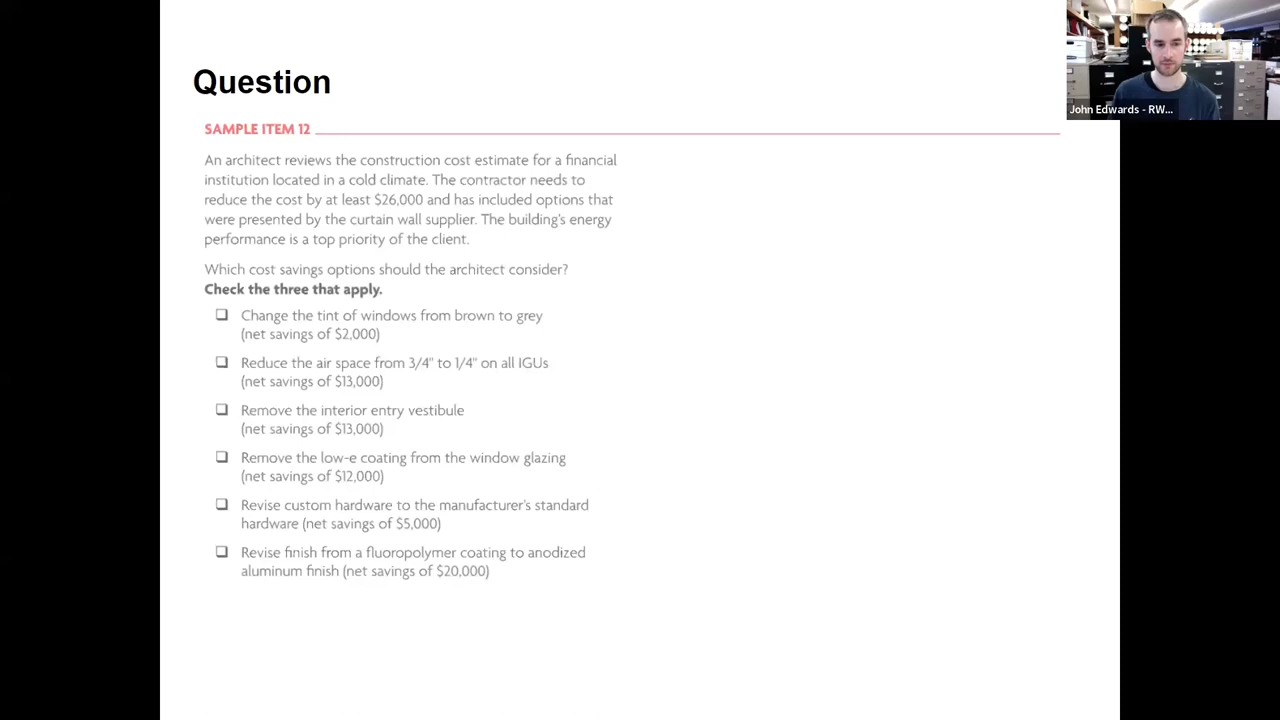 Question
John Edwards - RW...
SAMPLE ITEM 12
An architect reviews the construction cost estimate for a financial
institution located in a cold climate. The contractor needs to
reduce the cost by at least $26,000 and has included options that
were presented by the curtain wall supplier. The building's energy
performance is a top priority of the client.
Which cost savings options should the architect consider?
Check the three that apply.
Change the tint of windows from brown to grey
(net savings of $2,000)
Reduce the air space from 3/4" to 1/4" on all IGUs
(net savings of $13,000)
Remove the interior entry vestibule
(net savings of $13,000)
Remove the low-e coating from the window glazing
(net savings of $12,000)
Revise custom hardware to the manufacturer's standard
hardware (net savings of $5,000)
Revise finish from a fluoropolymer coating to anodized
aluminum finish (net savings of $20,000)